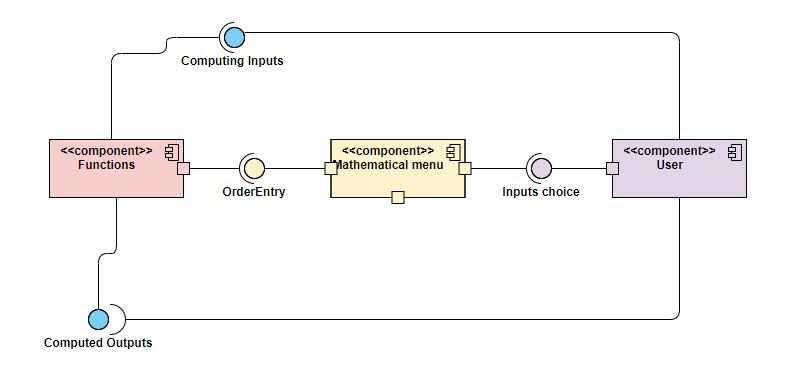 Computing Inputs
<<component>>
Functions
OrderEntry
<<component>>
Mathematical menu
Inputs choice
<<component>>
User
Computed Outputs